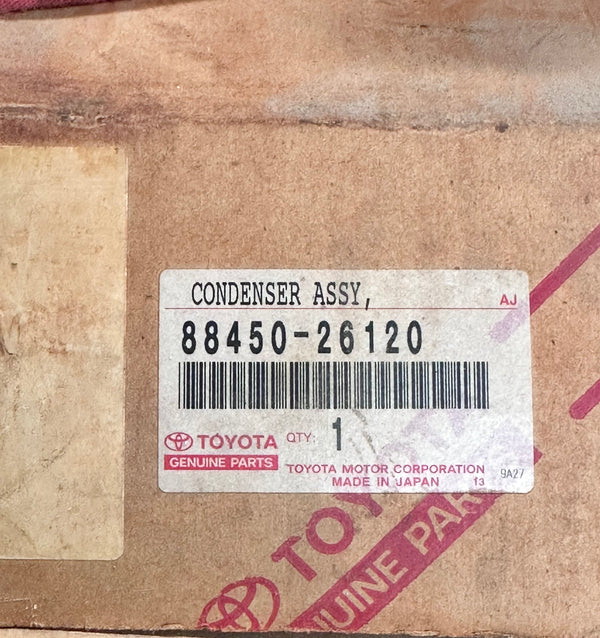 CONDENSER ASSY,
AJ
88450-26120
TOYOTA QTY: 1
GENUINE PARTS
TOYOTA MOTOR CORPORATION 9A27
MADE IN JAPAN 13
TOYOTA
GENUINE PARTS